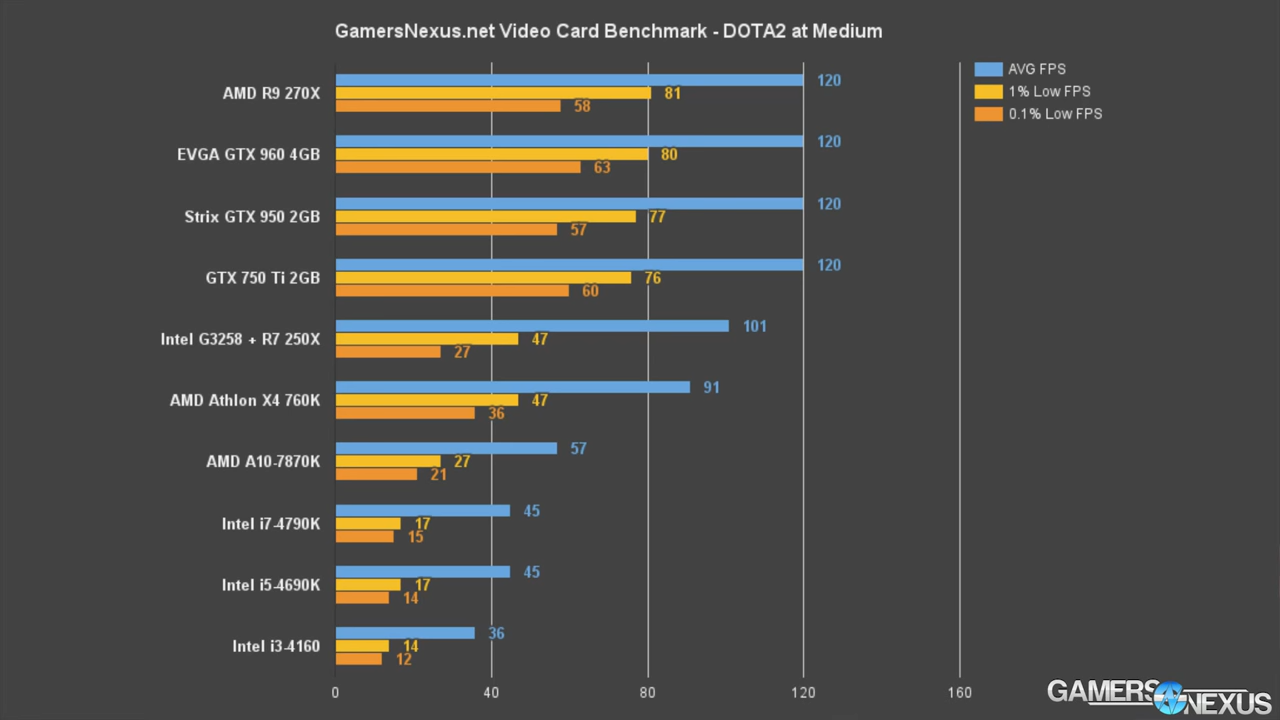 GamersNexus.net Video Card Benchmark - DOTA2 at Medium
AVG FPS
1% Low FPS
0.1% Low FPS
AMD R9 270X
120
81
58
EVGA GTX 960 4GB
120
80
63
Strix GTX 950 2GB
120
77
57
GTX 750 Ti 2GB
120
76
60
Intel G3258 + R7 250X
101
47
27
AMD Athlon X4 760K
91
47
36
AMD A10-7870K
57
27
21
Intel i7-4790K
45
17
15
Intel i5-4690K
45
17
14
Intel i3-4160
36
14
12
0 40 80 120 160
GAMERS NEXUS